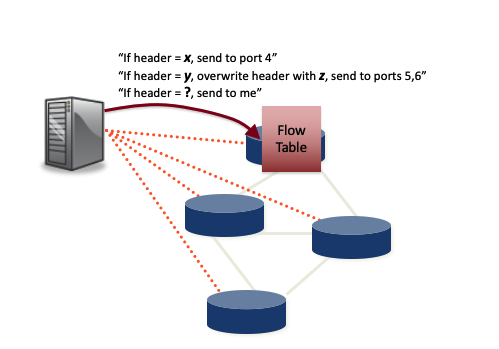 “If header = x, send to port 4”
“If header = y, overwrite header with z, send to ports 5,6”
“If header = ?, send to me”
Flow
Table